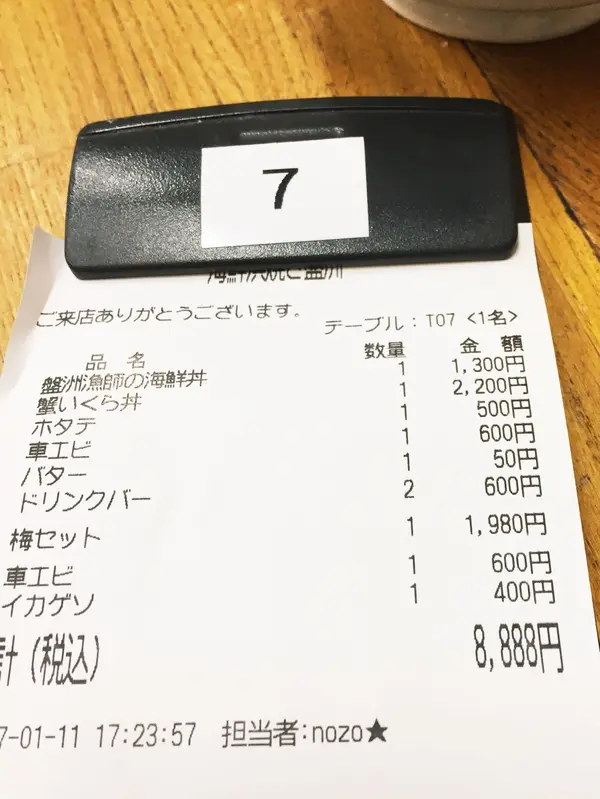 7
ご来店ありがとうございます。
テーブル：T07 <1名>
品 名 数量 金 額
盤洲漁師の海鮮丼 1 1,300円
蟹いくら丼 1 2,200円
ホタテ 1 500円
車エビ 1 600円
バター 1 50円
ドリンクバー 2 600円
梅セット 1 1,980円
車エビ 1 600円
イカゲソ 1 400円
計(税込) 8,888円
7-01-11 17:23:57 担当者:nozo★